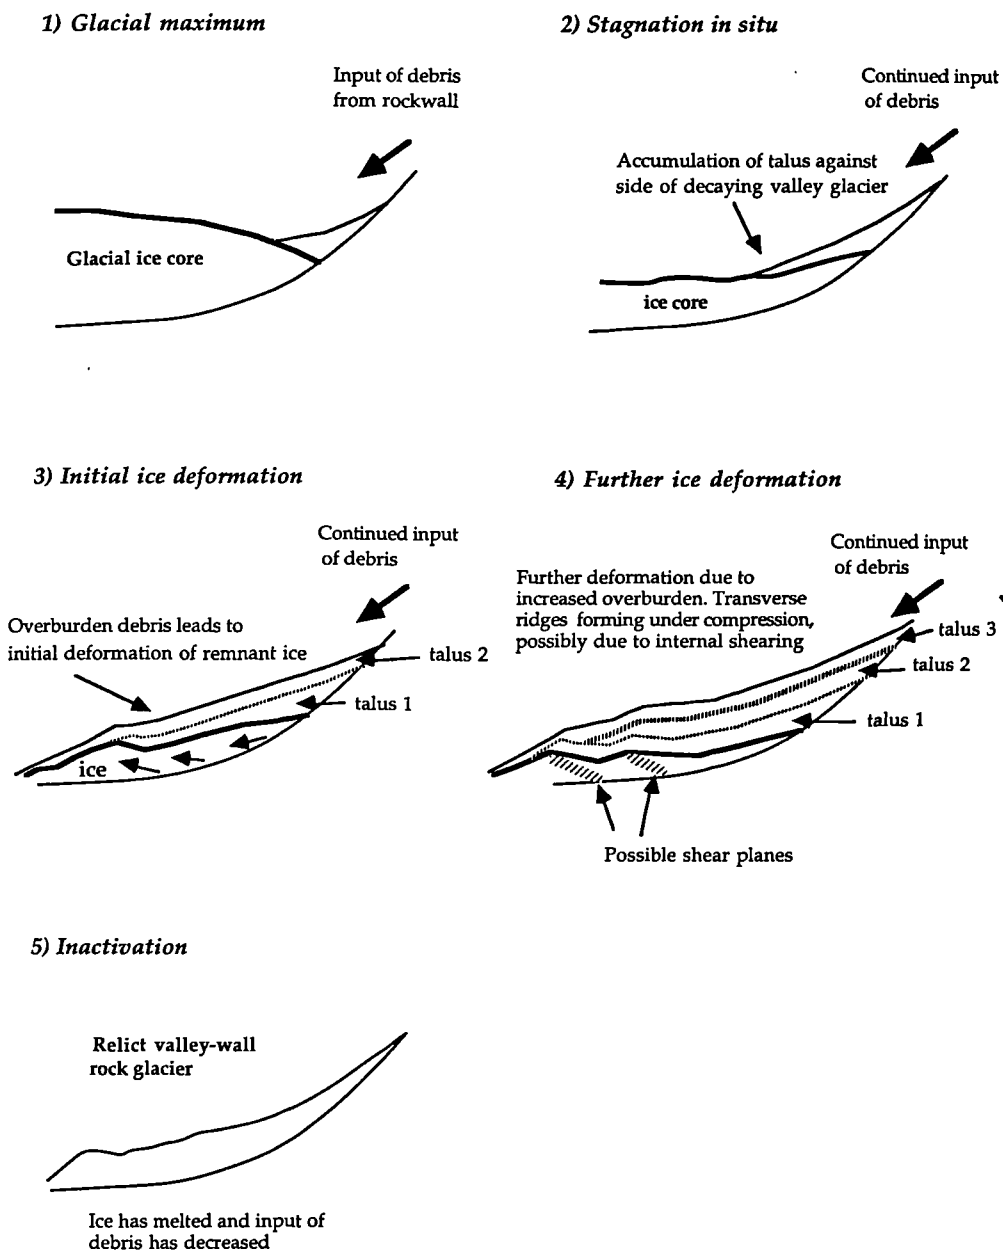 1) Glacial maximum
Input of debris
from rockwall
Glacial ice core
2) Stagnation in situ
Continued input
of debris
Accumulation of talus against
side of decaying valley glacier
ice core
3) Initial ice deformation
Continued input
of debris
Overburden debris leads to
initial deformation of remnant ice
talus 2
talus 1
ice
4) Further ice deformation
Continued input
of debris
Further deformation due to
increased overburden. Transverse
ridges forming under compression,
possibly due to internal shearing
talus 3
talus 2
talus 1
Possible shear planes
5) Inactivation
Relict valley-wall
rock glacier
Ice has melted and input of
debris has decreased